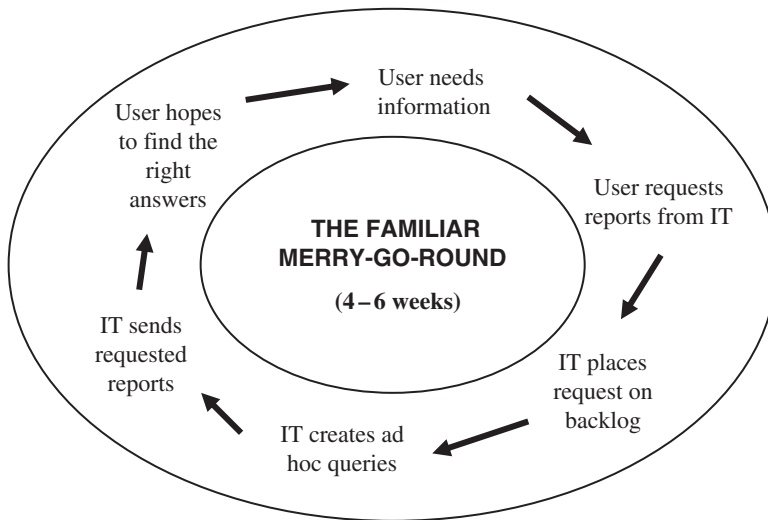 User needs
information
User requests
reports from IT
IT places
request on
backlog
IT creates ad
hoc queries
IT sends
requested
reports
User hopes
to find the
right
answers
THE FAMILIAR
MERRY-GO-ROUND
(4–6 weeks)